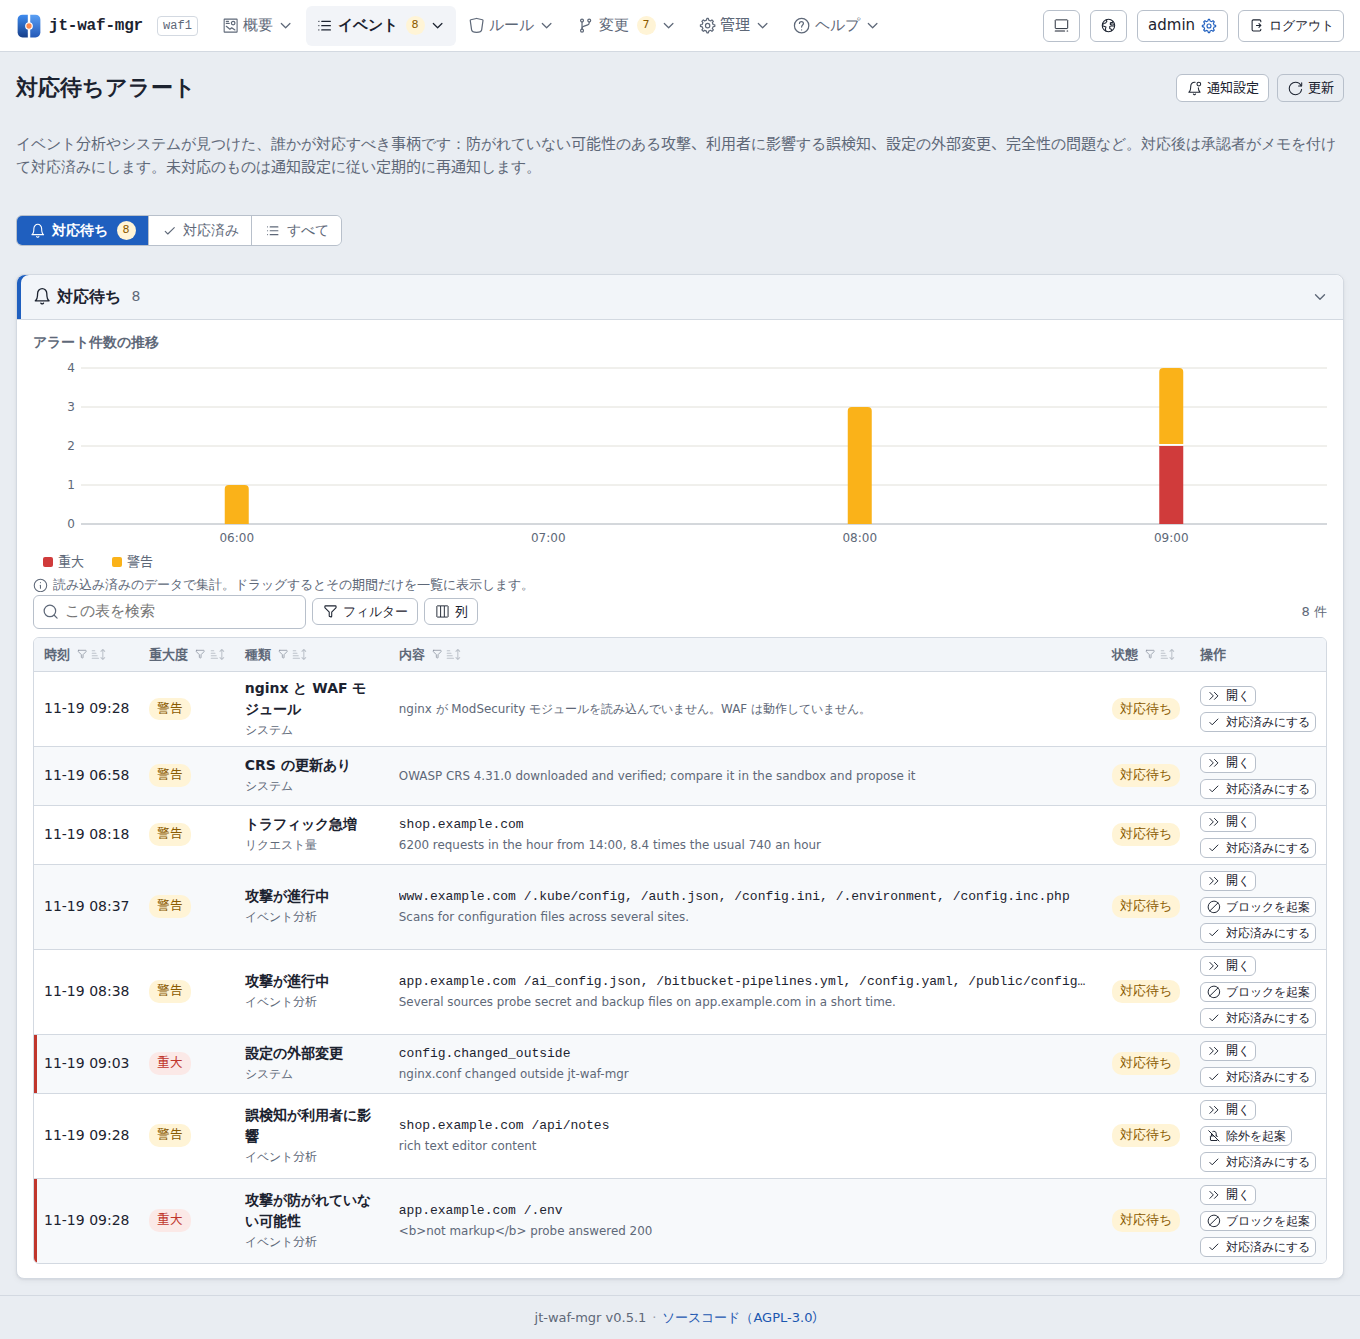 jt-waf-mgr waf1 概要 イベント 8 ルール 変更 7 管理 ヘルプ admin ログアウト
対応待ちアラート 通知設定 更新
イベント分析やシステムが見つけた、誰かが対応すべき事柄です：防がれていない可能性のある攻撃、利用者に影響する誤検知、設定の外部変更、完全性の問題など。対応後は承認者がメモを付け
て対応済みにします。未対応のものは通知設定に従い定期的に再通知します。
対応待ち 8 対応済み すべて
対応待ち 8
アラート件数の推移
4
3
2
1
0
06:00 07:00 08:00 09:00
重大 警告
読み込み済みのデータで集計。ドラッグするとその期間だけを一覧に表示します。
この表を検索 フィルター 列 8 件
時刻 重大度 種類 内容 状態 操作
11-19 09:28 警告 nginx と WAF モ
ジュール
システム
nginx が ModSecurity モジュールを読み込んでいません。WAF は動作していません。 対応待ち 開く
対応済みにする
11-19 06:58 警告 CRS の更新あり
システム
OWASP CRS 4.31.0 downloaded and verified; compare it in the sandbox and propose it 対応待ち 開く
対応済みにする
11-19 08:18 警告 トラフィック急増
リクエスト量
shop.example.com
6200 requests in the hour from 14:00, 8.4 times the usual 740 an hour
対応待ち 開く
対応済みにする
11-19 08:37 警告 攻撃が進行中
イベント分析
www.example.com /.kube/config, /auth.json, /config.ini, /.environment, /config.inc.php
Scans for configuration files across several sites.
対応待ち 開く
ブロックを起案
対応済みにする
11-19 08:38 警告 攻撃が進行中
イベント分析
app.example.com /ai_config.json, /bitbucket-pipelines.yml, /config.yaml, /public/config…
Several sources probe secret and backup files on app.example.com in a short time.
対応待ち 開く
ブロックを起案
対応済みにする
11-19 09:03 重大 設定の外部変更
システム
config.changed_outside
nginx.conf changed outside jt-waf-mgr
対応待ち 開く
対応済みにする
11-19 09:28 警告 誤検知が利用者に影
響
イベント分析
shop.example.com /api/notes
rich text editor content
対応待ち 開く
除外を起案
対応済みにする
11-19 09:28 重大 攻撃が防がれていな
い可能性
イベント分析
app.example.com /.env
<b>not markup</b> probe answered 200
対応待ち 開く
ブロックを起案
対応済みにする
jt-waf-mgr v0.5.1 · ソースコード（AGPL-3.0）